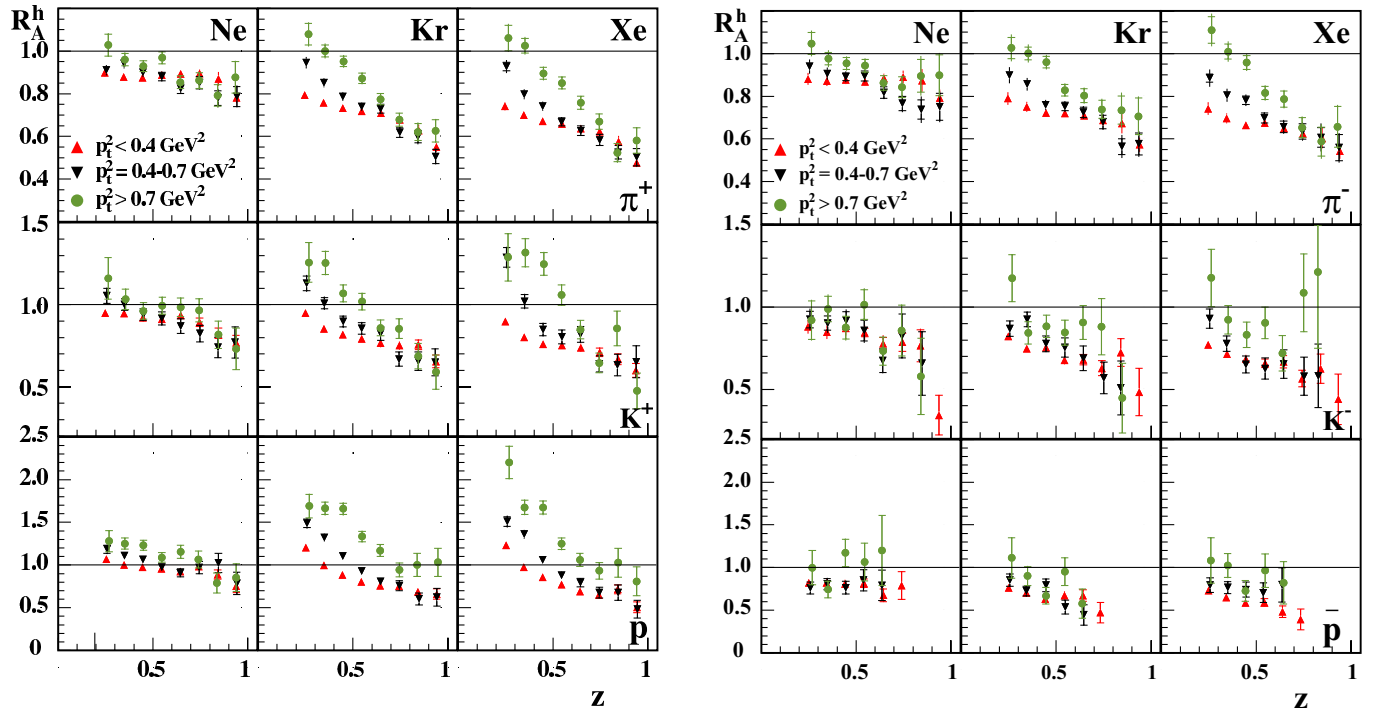 R_A^h Ne Kr Xe
1.0
0.8
p_t^2 < 0.4 GeV^2
0.6
p_t^2 = 0.4-0.7 GeV^2
0.4
p_t^2 > 0.7 GeV^2
π^+
1.5
1.0
0.5
K^+
2.5
2.0
1.5
1.0
0.5
p
0
0.5 1 0.5 1 0.5 1
z
R_A^h Ne Kr Xe
1.0
0.8
0.6
p_t^2 < 0.4 GeV^2
0.4
p_t^2 = 0.4-0.7 GeV^2
p_t^2 > 0.7 GeV^2
π^-
1.5
1.0
0.5
K^-
2.5
2.0
1.5
1.0
0.5
p̅
0
0.5 1 0.5 1 0.5 1
z